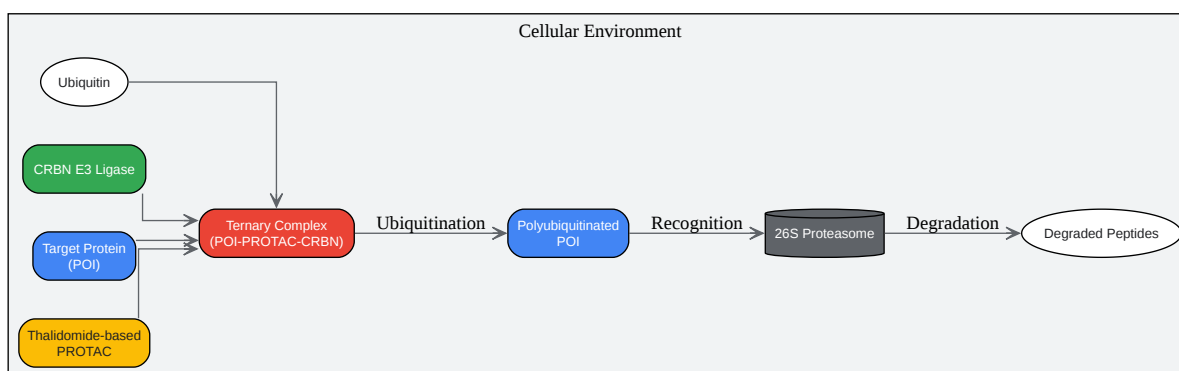 Cellular Environment
Ubiquitin
CRBN E3 Ligase
Target Protein
(POI)
Thalidomide-based
PROTAC
Ternary Complex
(POI-PROTAC-CRBN)
Ubiquitination
Polyubiquitinated
POI
Recognition
26S Proteasome
Degradation
Degraded Peptides